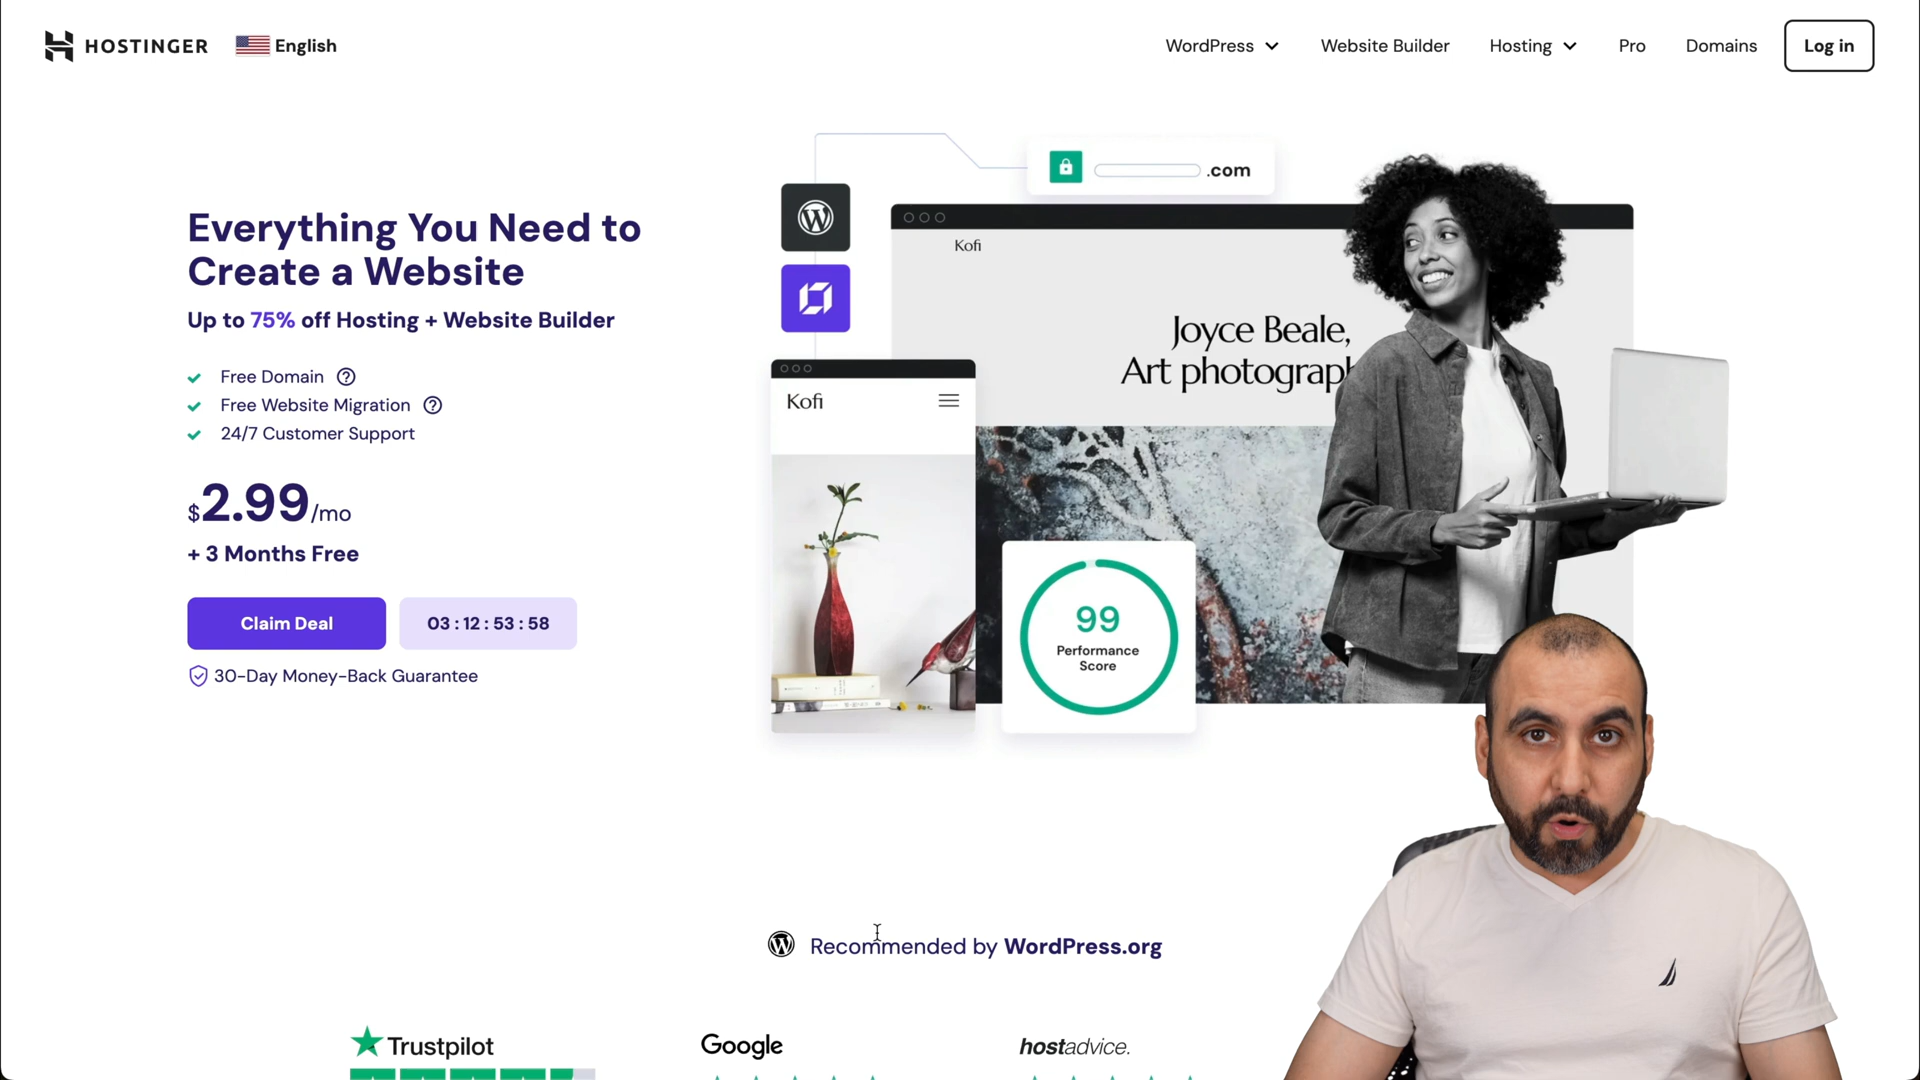 HOSTINGER
English
WordPress
Website Builder
Hosting
Pro
Domains
Log in
Everything You Need to
Create a Website
Up to 75% off Hosting + Website Builder
Free Domain
Free Website Migration
24/7 Customer Support
$2.99/mo
+ 3 Months Free
Claim Deal
03 : 12 : 53 : 58
30-Day Money-Back Guarantee
.com
Kofi
Joyce Beale,
Art photograph
Kofi
99
Performance
Score
Recommended by WordPress.org
Trustpilot
Google
hostadvice.